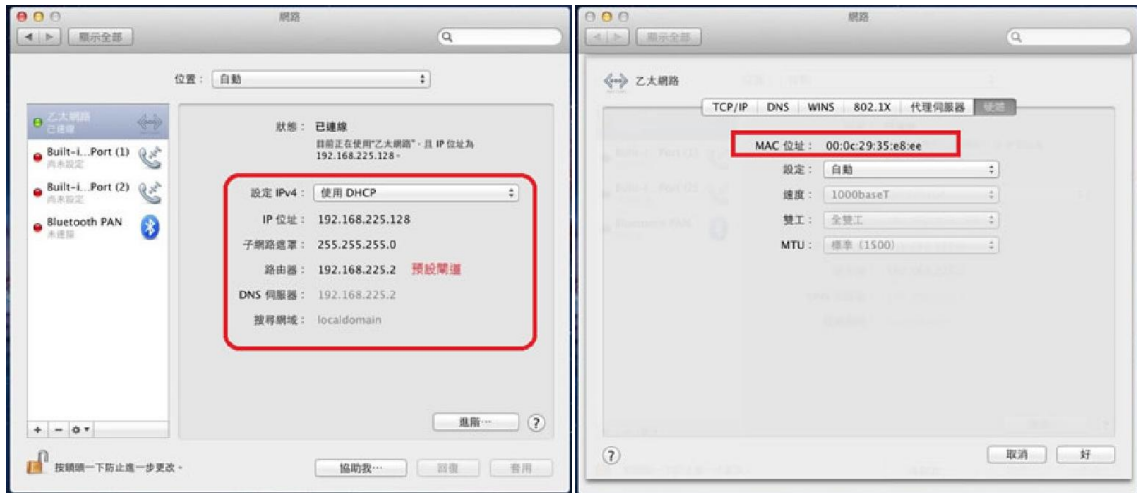 網路
顯示全部
位置： 自動
乙太網路
已連線
Built-i...Port (1)
尚未設定
Built-i...Port (2)
尚未設定
Bluetooth PAN
未連線
狀態： 已連線
目前正在使用“乙太網路”，且 IP 位址為
192.168.225.128。
設定 IPv4： 使用 DHCP
IP 位址： 192.168.225.128
子網路遮罩： 255.255.255.0
路由器： 192.168.225.2 預設閘道
DNS 伺服器： 192.168.225.2
搜尋網域： localdomain
進階⋯ ?
+ −
按鎖頭一下防止進一步更改。
協助我⋯ 回復 套用
網路
顯示全部
乙太網路
TCP/IP DNS WINS 802.1X 代理伺服器 硬體
MAC 位址： 00:0c:29:35:e8:ee
設定： 自動
速度： 1000baseT
雙工： 全雙工
MTU： 標準 (1500)
? 取消 好